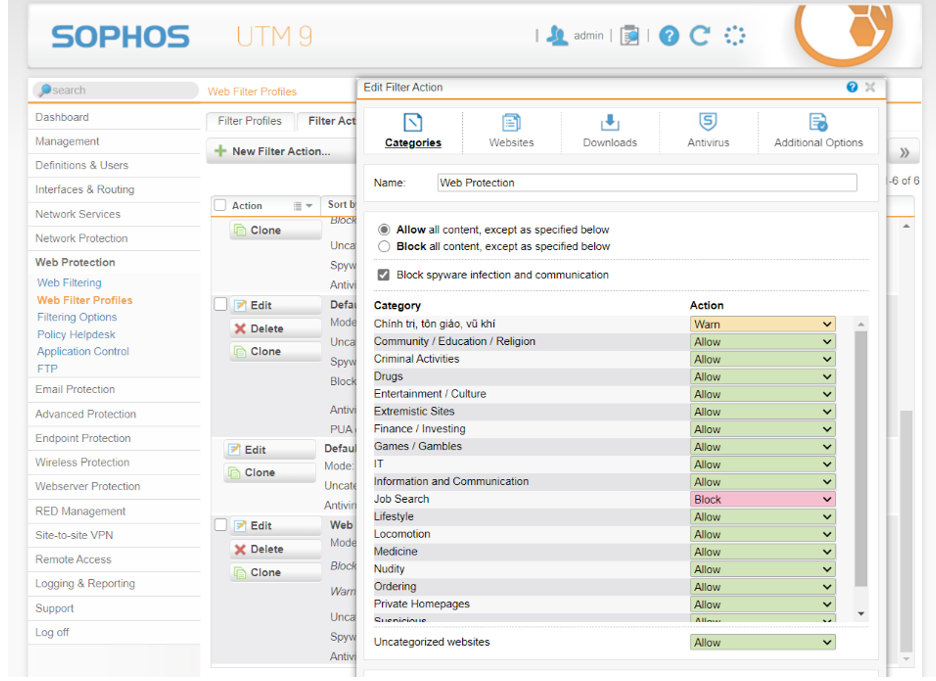 SOPHOS UTM 9
| admin | | 
search
Dashboard
Management
Definitions & Users
Interfaces & Routing
Network Services
Network Protection
Web Protection
Web Filtering
Web Filter Profiles
Filtering Options
Policy Helpdesk
Application Control
FTP
Email Protection
Advanced Protection
Endpoint Protection
Wireless Protection
Webserver Protection
RED Management
Site-to-site VPN
Remote Access
Logging & Reporting
Support
Log off
Web Filter Profiles
Filter Profiles Filter Act
New Filter Action...
-6 of 6
Action Sort b
Block
Clone
Unca
Spyw
Antivi
Edit Defau
Delete Mode
Clone Unca
Spyw
Block
Antivi
PUA
Edit Defaul
Clone Mode:
Uncate
Antivin
Edit Web
Delete Mode
Clone Block
Warn
Unca
Spyw
Antivi
Edit Filter Action
Categories Websites Downloads Antivirus Additional Options
Name: Web Protection
Allow all content, except as specified below
Block all content, except as specified below
Block spyware infection and communication
Category Action
Chính trị, tôn giáo, vũ khí Warn
Community / Education / Religion Allow
Criminal Activities Allow
Drugs Allow
Entertainment / Culture Allow
Extremistic Sites Allow
Finance / Investing Allow
Games / Gambles Allow
IT Allow
Information and Communication Allow
Job Search Block
Lifestyle Allow
Locomotion Allow
Medicine Allow
Nudity Allow
Ordering Allow
Private Homepages Allow
Suspicious Allow
Uncategorized websites Allow